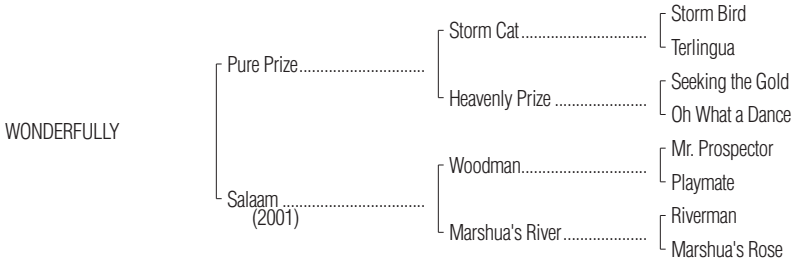 Storm Bird
Storm Cat..............................
Terlingua
Pure Prize..............................
Seeking the Gold
Heavenly Prize ......................
Oh What a Dance
WONDERFULLY
Mr. Prospector
Woodman..............................
Playmate
Salaam ..................................
(2001)
Riverman
Marshua's River....................
Marshua's Rose